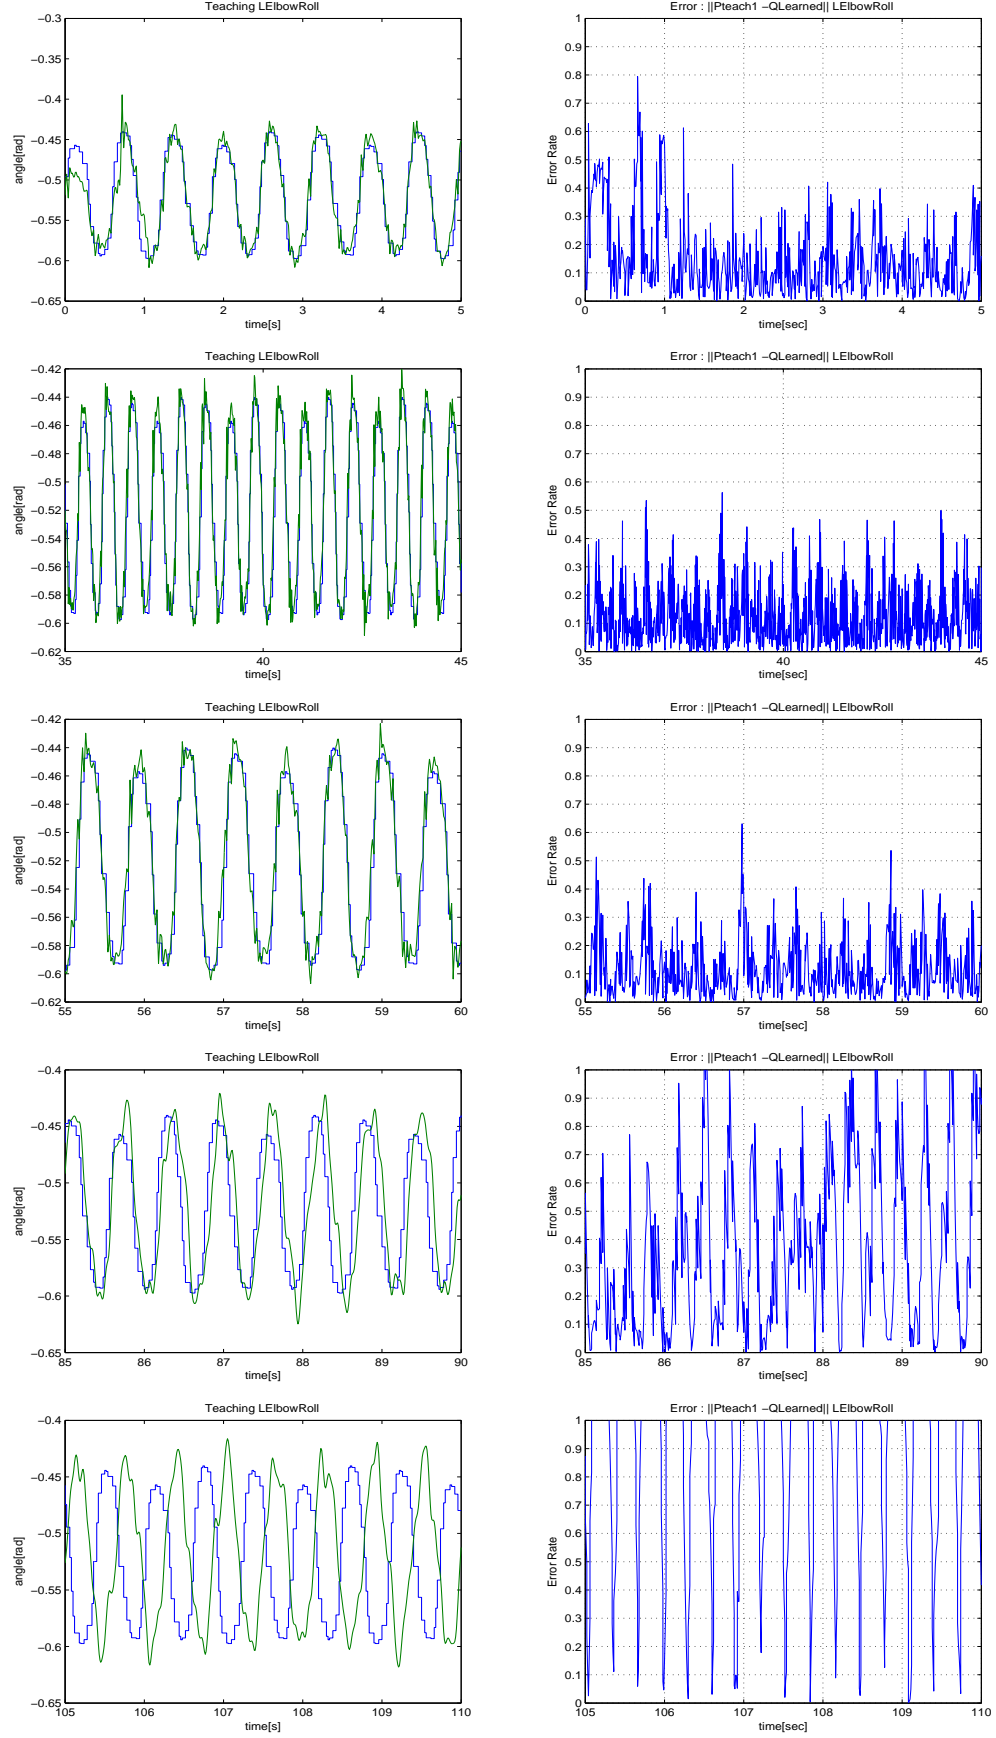 Teaching LElbowRoll
angle[rad]
−0.3
−0.35
−0.4
−0.45
−0.5
−0.55
−0.6
−0.65
0 1 2 3 4 5
time[s]
Error : ||Pteach1 −QLearned|| LElbowRoll
Error Rate
1
0.9
0.8
0.7
0.6
0.5
0.4
0.3
0.2
0.1
0
0 1 2 3 4 5
time[sec]
Teaching LElbowRoll
angle[rad]
−0.42
−0.44
−0.46
−0.48
−0.5
−0.52
−0.54
−0.56
−0.58
−0.6
−0.62
35 40 45
time[s]
Error : ||Pteach1 −QLearned|| LElbowRoll
Error Rate
1
0.9
0.8
0.7
0.6
0.5
0.4
0.3
0.2
0.1
0
35 40 45
time[sec]
Teaching LElbowRoll
angle[rad]
−0.42
−0.44
−0.46
−0.48
−0.5
−0.52
−0.54
−0.56
−0.58
−0.6
−0.62
55 56 57 58 59 60
time[s]
Error : ||Pteach1 −QLearned|| LElbowRoll
Error Rate
1
0.9
0.8
0.7
0.6
0.5
0.4
0.3
0.2
0.1
0
55 56 57 58 59 60
time[sec]
Teaching LElbowRoll
angle[rad]
−0.4
−0.45
−0.5
−0.55
−0.6
−0.65
85 86 87 88 89 90
time[s]
Error : ||Pteach1 −QLearned|| LElbowRoll
Error Rate
1
0.9
0.8
0.7
0.6
0.5
0.4
0.3
0.2
0.1
0
85 86 87 88 89 90
time[sec]
Teaching LElbowRoll
angle[rad]
−0.4
−0.45
−0.5
−0.55
−0.6
−0.65
105 106 107 108 109 110
time[s]
Error : ||Pteach1 −QLearned|| LElbowRoll
Error Rate
1
0.9
0.8
0.7
0.6
0.5
0.4
0.3
0.2
0.1
0
105 106 107 108 109 110
time[sec]